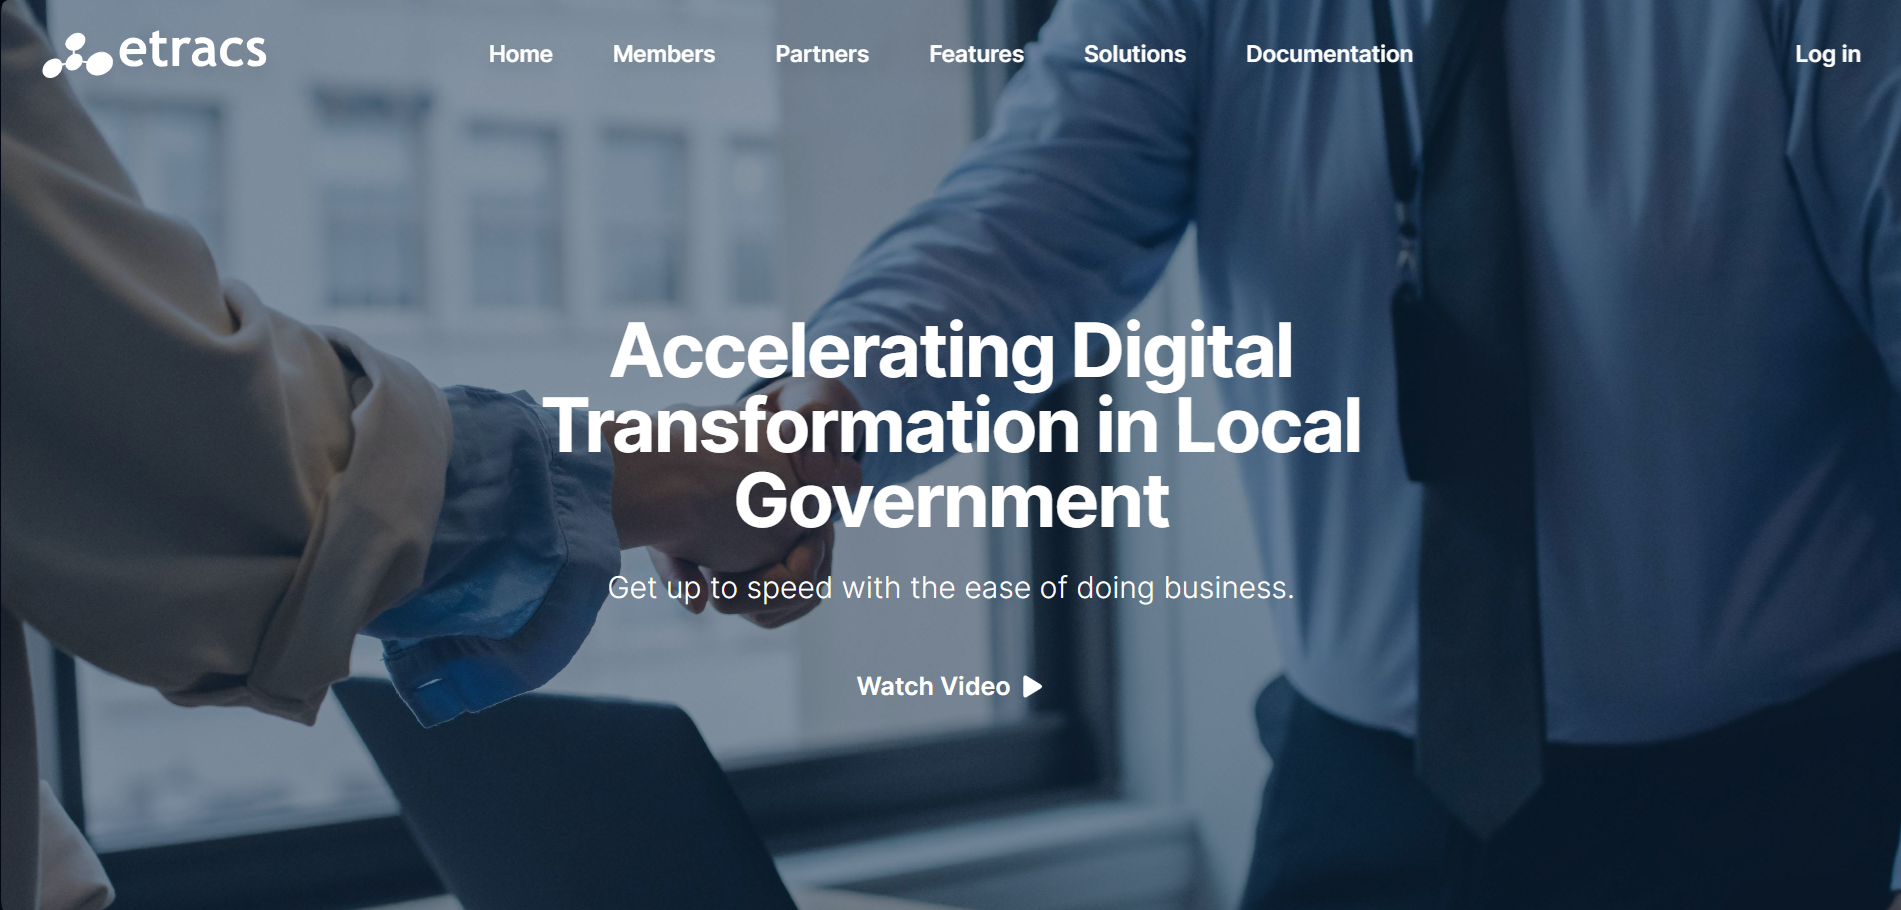 etracs
Home
Members
Partners
Features
Solutions
Documentation
Log in
Accelerating Digital
Transformation in Local
Government
Get up to speed with the ease of doing business.
Watch Video